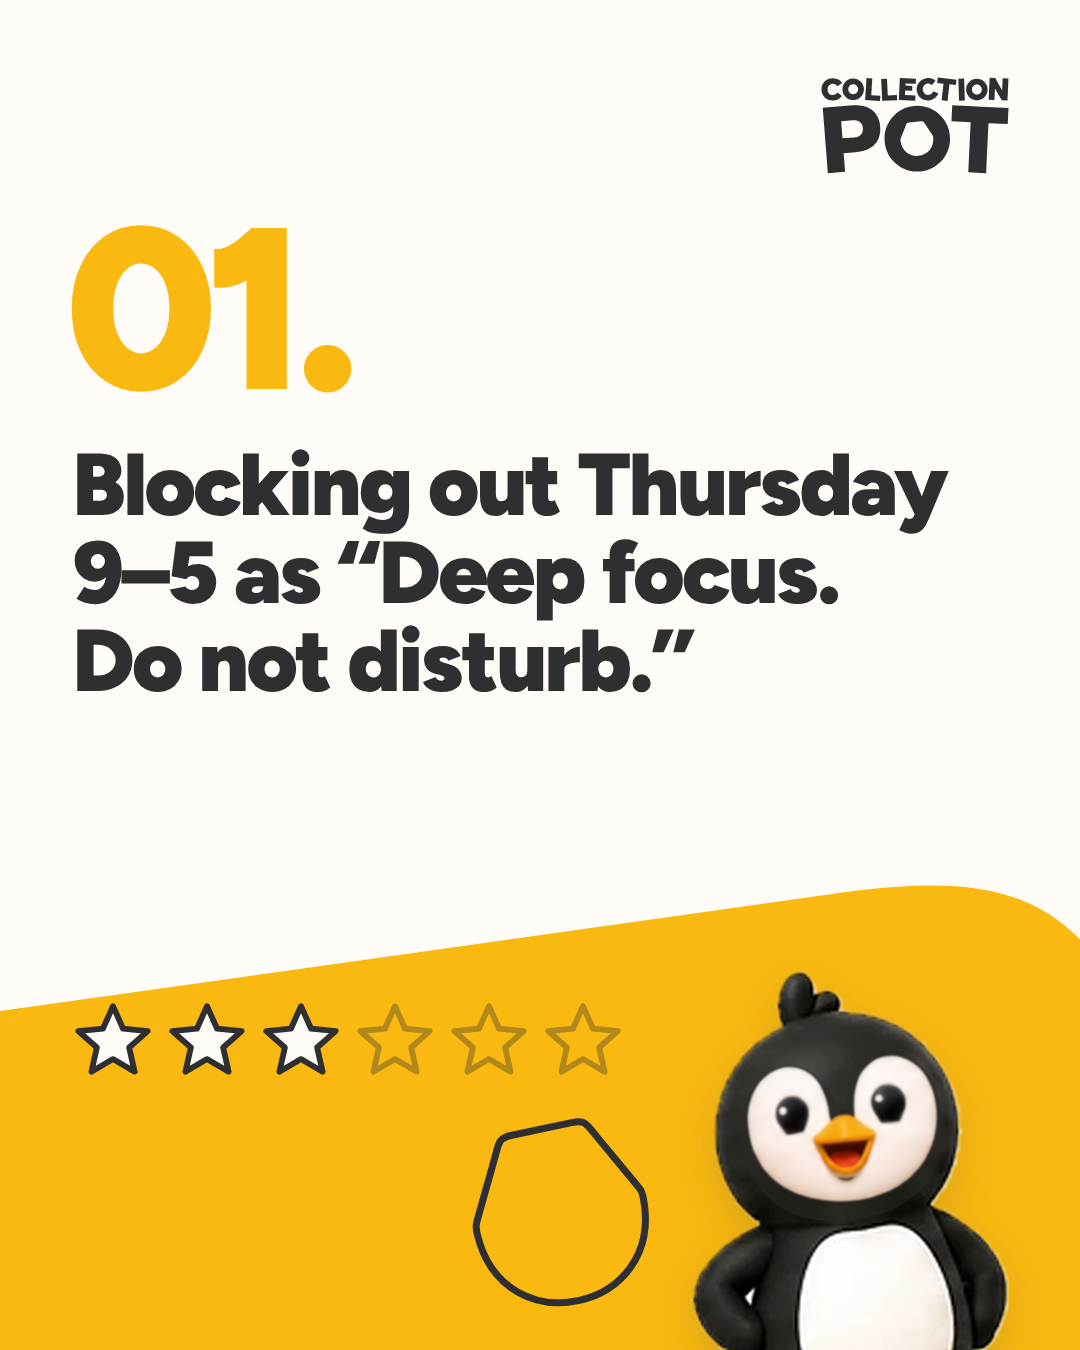 COLLECTION
POT
01.
Blocking out Thursday
9–5 as “Deep focus.
Do not disturb.”